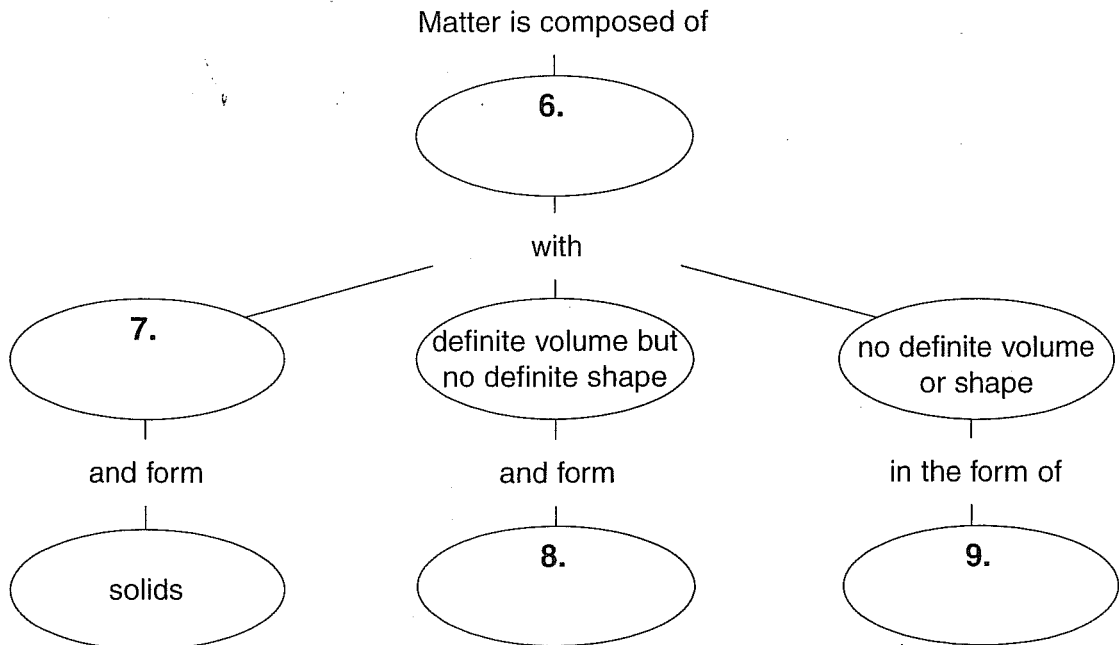 Matter is composed of
6.
with
7.
definite volume but
no definite shape
no definite volume
or shape
and form
and form
in the form of
solids
8.
9.